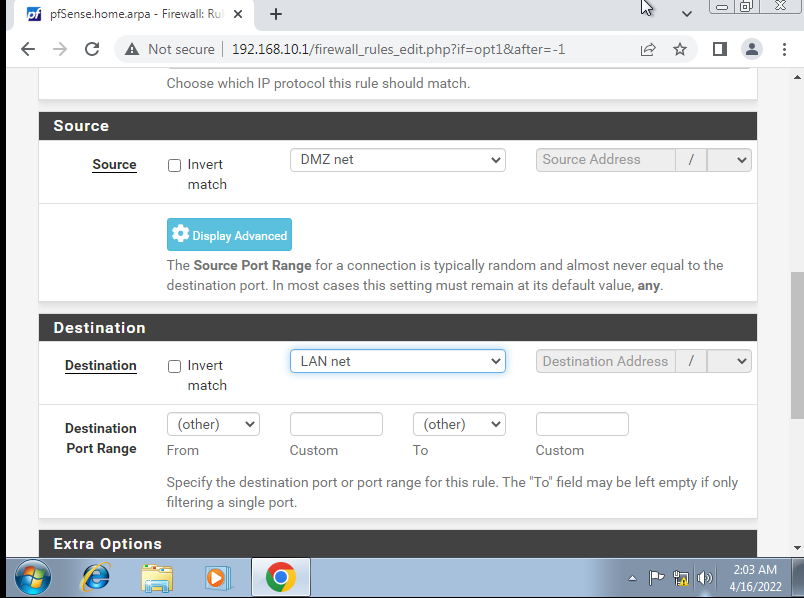 pf pfSense.home.arpa - Firewall: Rul
Not secure 192.168.10.1/firewall_rules_edit.php?if=opt1&after=-1
Choose which IP protocol this rule should match.
Source
Source Invert match DMZ net Source Address /
Display Advanced
The Source Port Range for a connection is typically random and almost never equal to the
destination port. In most cases this setting must remain at its default value, any.
Destination
Destination Invert match LAN net Destination Address /
Destination Port Range (other) (other)
From Custom To Custom
Specify the destination port or port range for this rule. The "To" field may be left empty if only
filtering a single port.
Extra Options
2:03 AM
4/16/2022